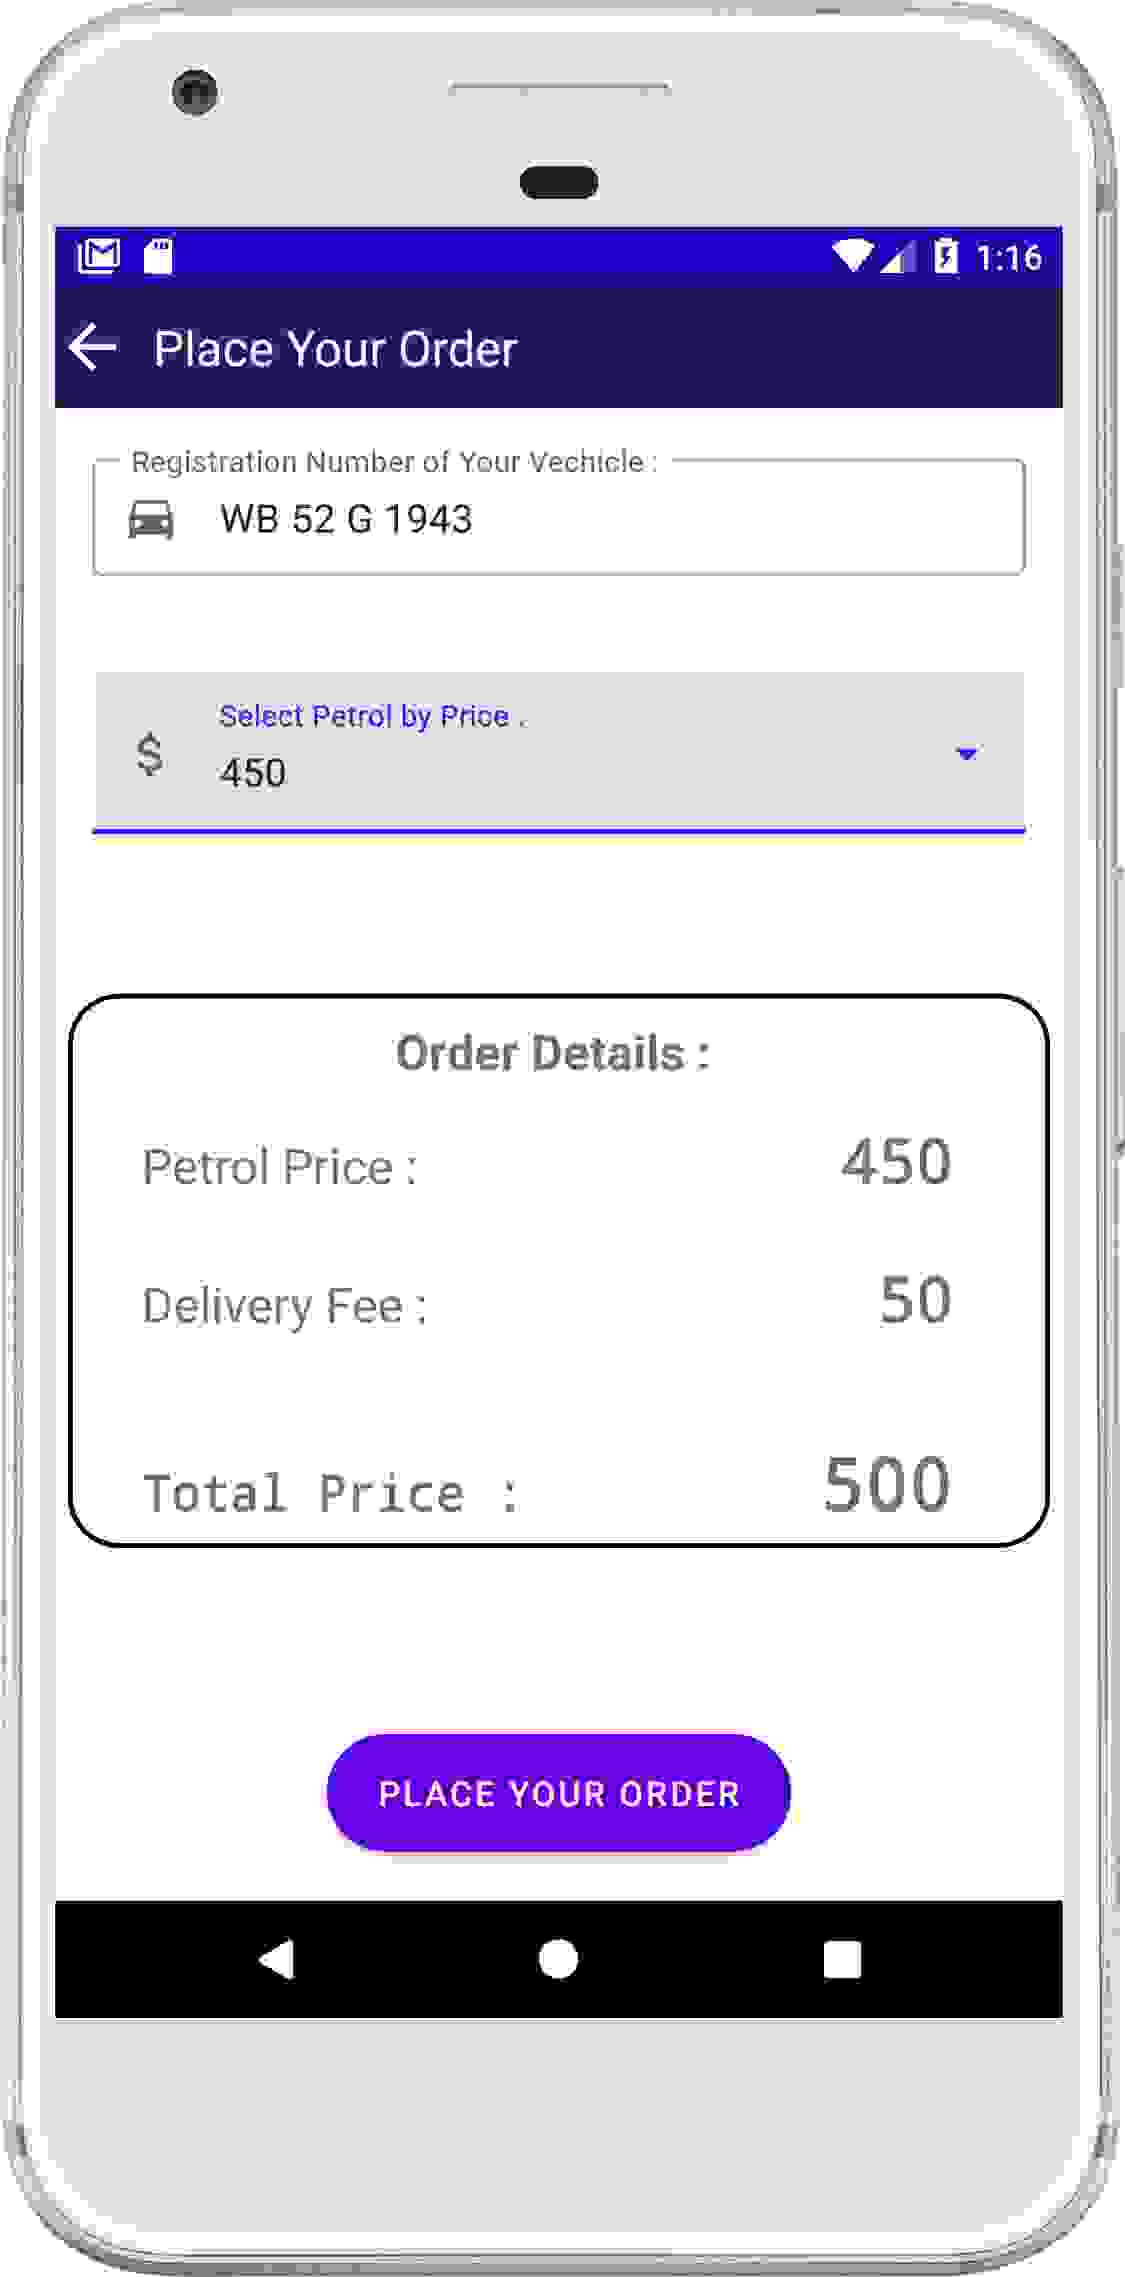 1:16
Place Your Order
Registration Number of Your Vechicle :
WB 52 G 1943
Select Petrol by Price :
$
450
Order Details :
Petrol Price : 450
Delivery Fee : 50
Total Price : 500
PLACE YOUR ORDER